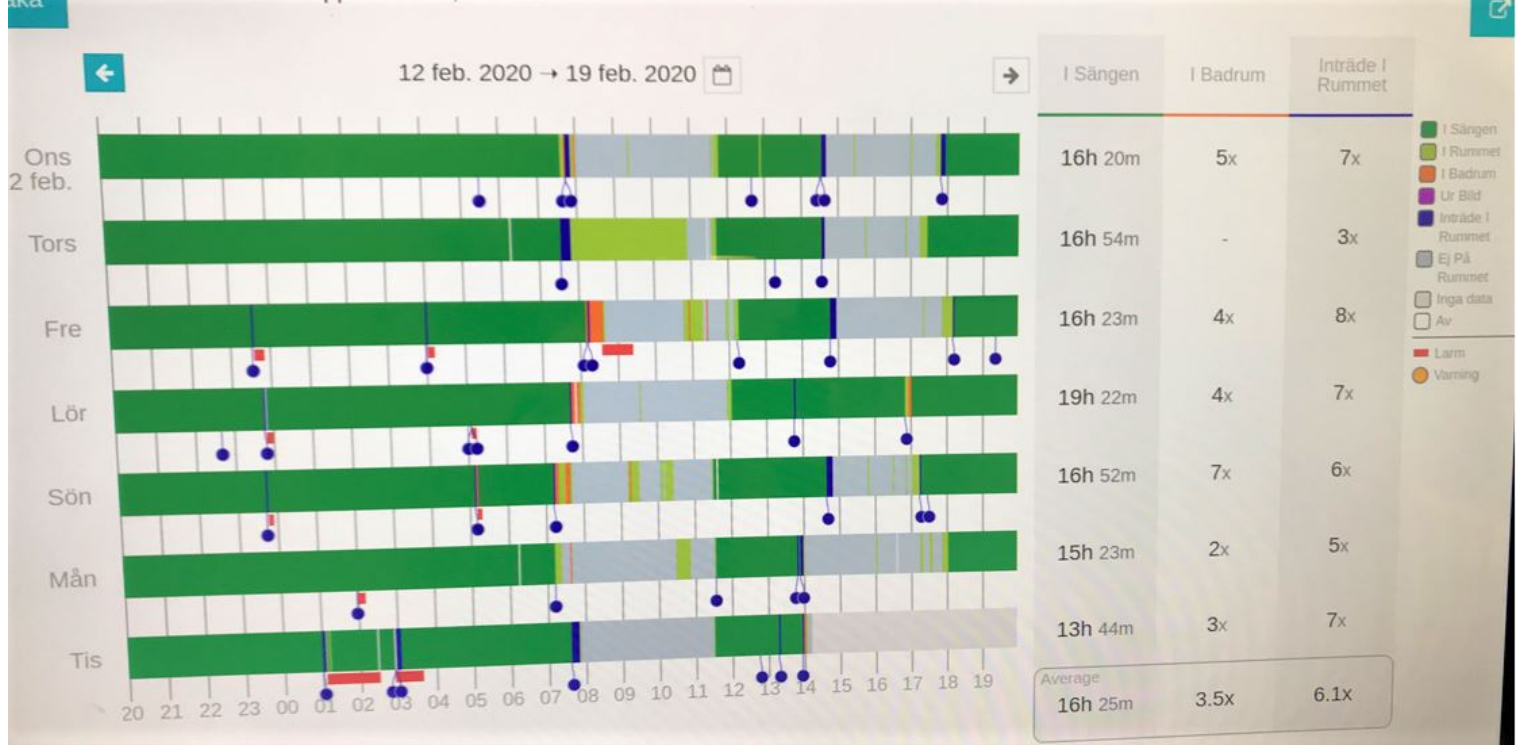 12 feb. 2020 → 19 feb. 2020
I Sängen
I Badrum
Inträde I
Rummet
Ons
2 feb.
16h 20m
5x
7x
Tors
16h 54m
-
3x
Fre
16h 23m
4x
8x
Lör
19h 22m
4x
7x
Sön
16h 52m
7x
6x
Mån
15h 23m
2x
5x
Tis
13h 44m
3x
7x
20 21 22 23 00 01 02 03 04 05 06 07 08 09 10 11 12 13 14 15 16 17 18 19
Average
16h 25m
3.5x
6.1x
I Sängen
I Rummet
I Badrum
Ur Bild
Inträde I
Rummet
Ej På
Rummet
Inga data
Av
Larm
Varning